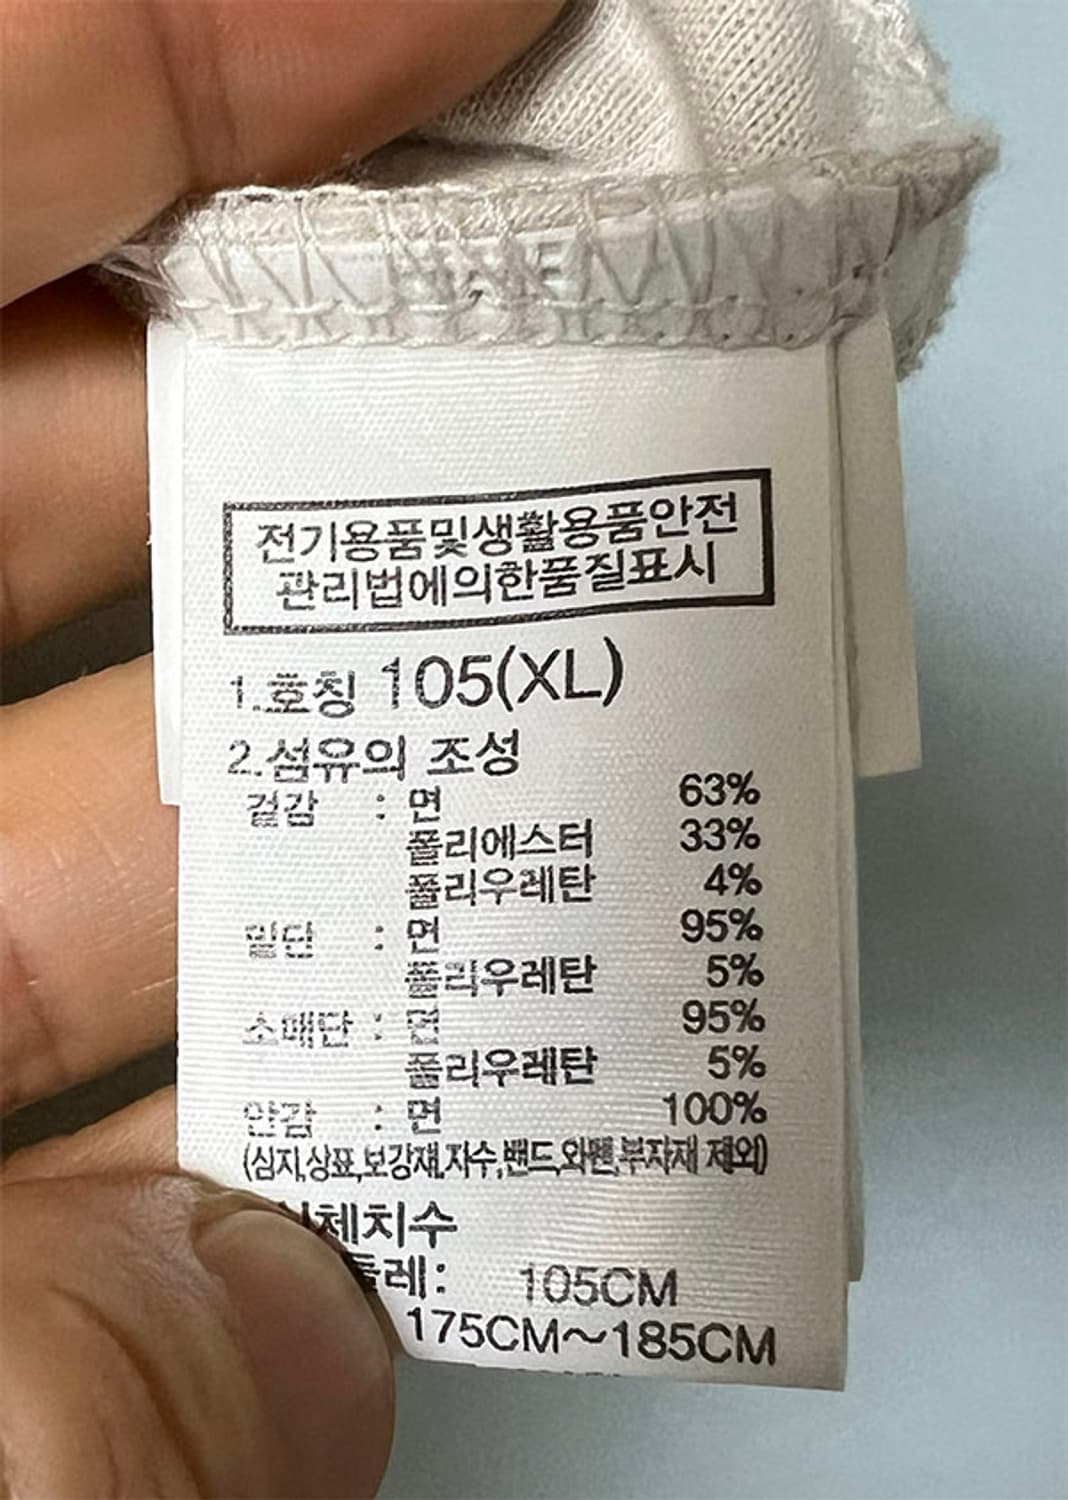 전기용품및생활용품안전
관리법에의한품질표시
1.호칭 105(XL)
2.섬유의 조성
겉감 : 면 63%
폴리에스터 33%
폴리우레탄 4%
밑단 : 면 95%
폴리우레탄 5%
소매단 : 면 95%
폴리우레탄 5%
안감 : 면 100%
(심지,상표,보강재,자수,밴드,와펜,부자재 제외)
체치수
둘레: 105CM
175CM~185CM